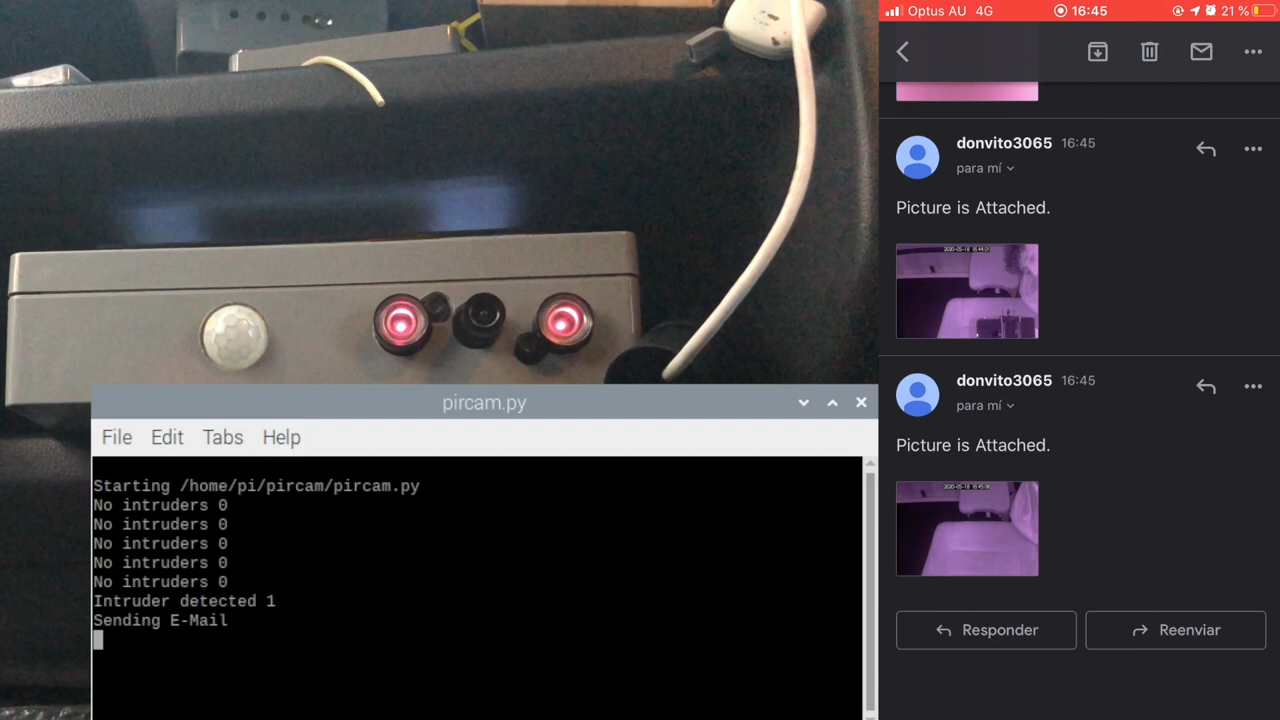 pircam.py
File Edit Tabs Help
Starting /home/pi/pircam/pircam.py
No intruders 0
No intruders 0
No intruders 0
No intruders 0
No intruders 0
Intruder detected 1
Sending E-Mail
Optus AU 4G 16:45 21 %
donvito3065 16:45
para mí
Picture is Attached.
donvito3065 16:45
para mí
Picture is Attached.
Responder
Reenviar